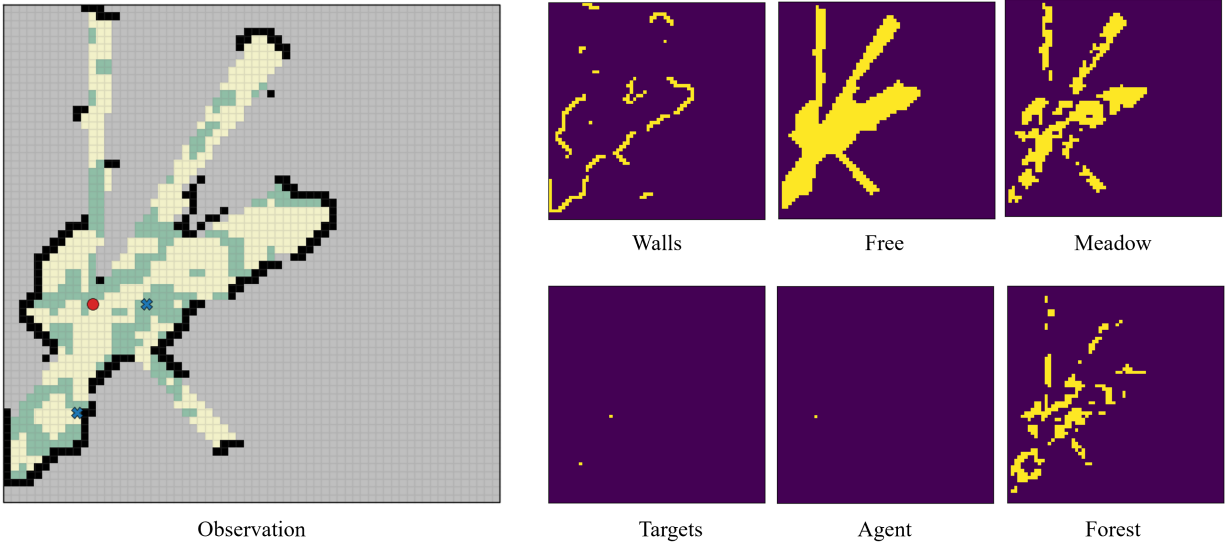 Observation
Walls
Free
Meadow
Targets
Agent
Forest